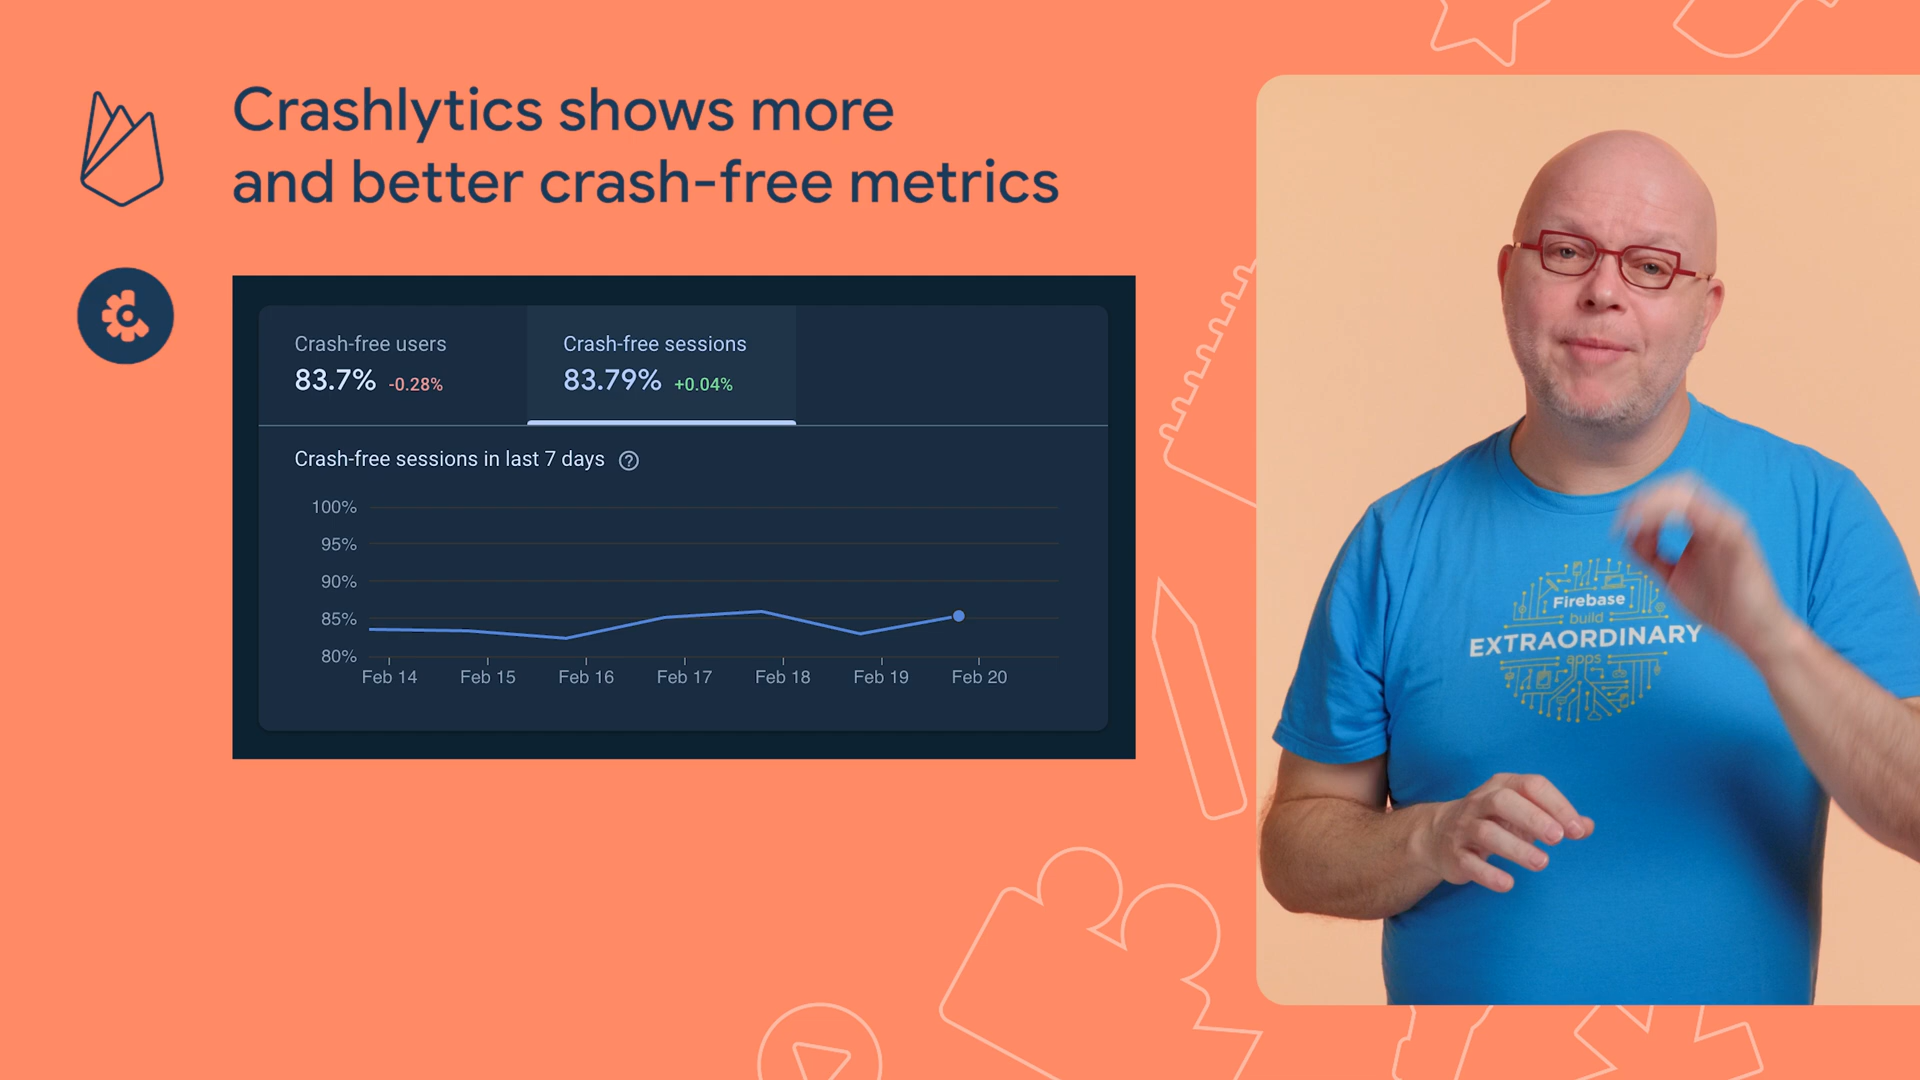 Crashlytics shows more
and better crash-free metrics
Crash-free users
83.7% -0.28%
Crash-free sessions
83.79% +0.04%
Crash-free sessions in last 7 days ?
100%
95%
90%
85%
80%
Feb 14 Feb 15 Feb 16 Feb 17 Feb 18 Feb 19 Feb 20
Firebase
build
EXTRAORDINARY
apps